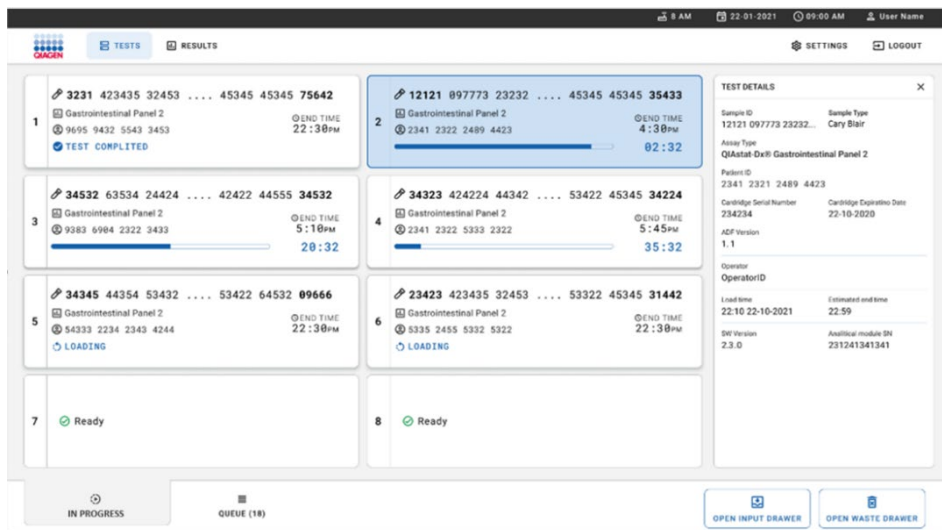 8 AM 22-01-2021 09:00 AM User Name
QIAGEN TESTS RESULTS SETTINGS LOGOUT
1
3231 423435 32453 .... 45345 45345 75642
Gastrointestinal Panel 2
9695 9432 5543 3453
END TIME
22:30PM
TEST COMPLITED
2
12121 097773 23232 .... 45345 45345 35433
Gastrointestinal Panel 2
2341 2322 2489 4423
END TIME
4:30PM
02:32
3
34532 63534 24424 .... 42422 44555 34532
Gastrointestinal Panel 2
9383 6904 2322 3433
END TIME
5:10PM
20:32
4
34323 424224 44342 .... 53422 45345 34224
Gastrointestinal Panel 2
2341 2322 5333 2322
END TIME
5:45PM
35:32
5
34345 44354 53432 .... 53422 64532 09666
Gastrointestinal Panel 2
54333 2234 2343 4244
END TIME
22:30PM
LOADING
6
23423 423435 32453 .... 53322 45345 31442
Gastrointestinal Panel 2
5335 2455 5332 5322
END TIME
22:30PM
LOADING
7 Ready
8 Ready
TEST DETAILS
Sample ID Sample Type
12121 097773 23232... Cary Blair
Assay Type
QIAstat-Dx® Gastrointestinal Panel 2
Patient ID
2341 2321 2489 4423
Cardridge Serial Number Cardridge Expiratino Date
234234 22-10-2020
ADF Version
1.1
Operator
OperatorID
Load time Estimated end time
22:10 22-10-2021 22:59
SW Version Analitical module SN
2.3.0 231241341341
IN PROGRESS
QUEUE (18)
OPEN INPUT DRAWER
OPEN WASTE DRAWER